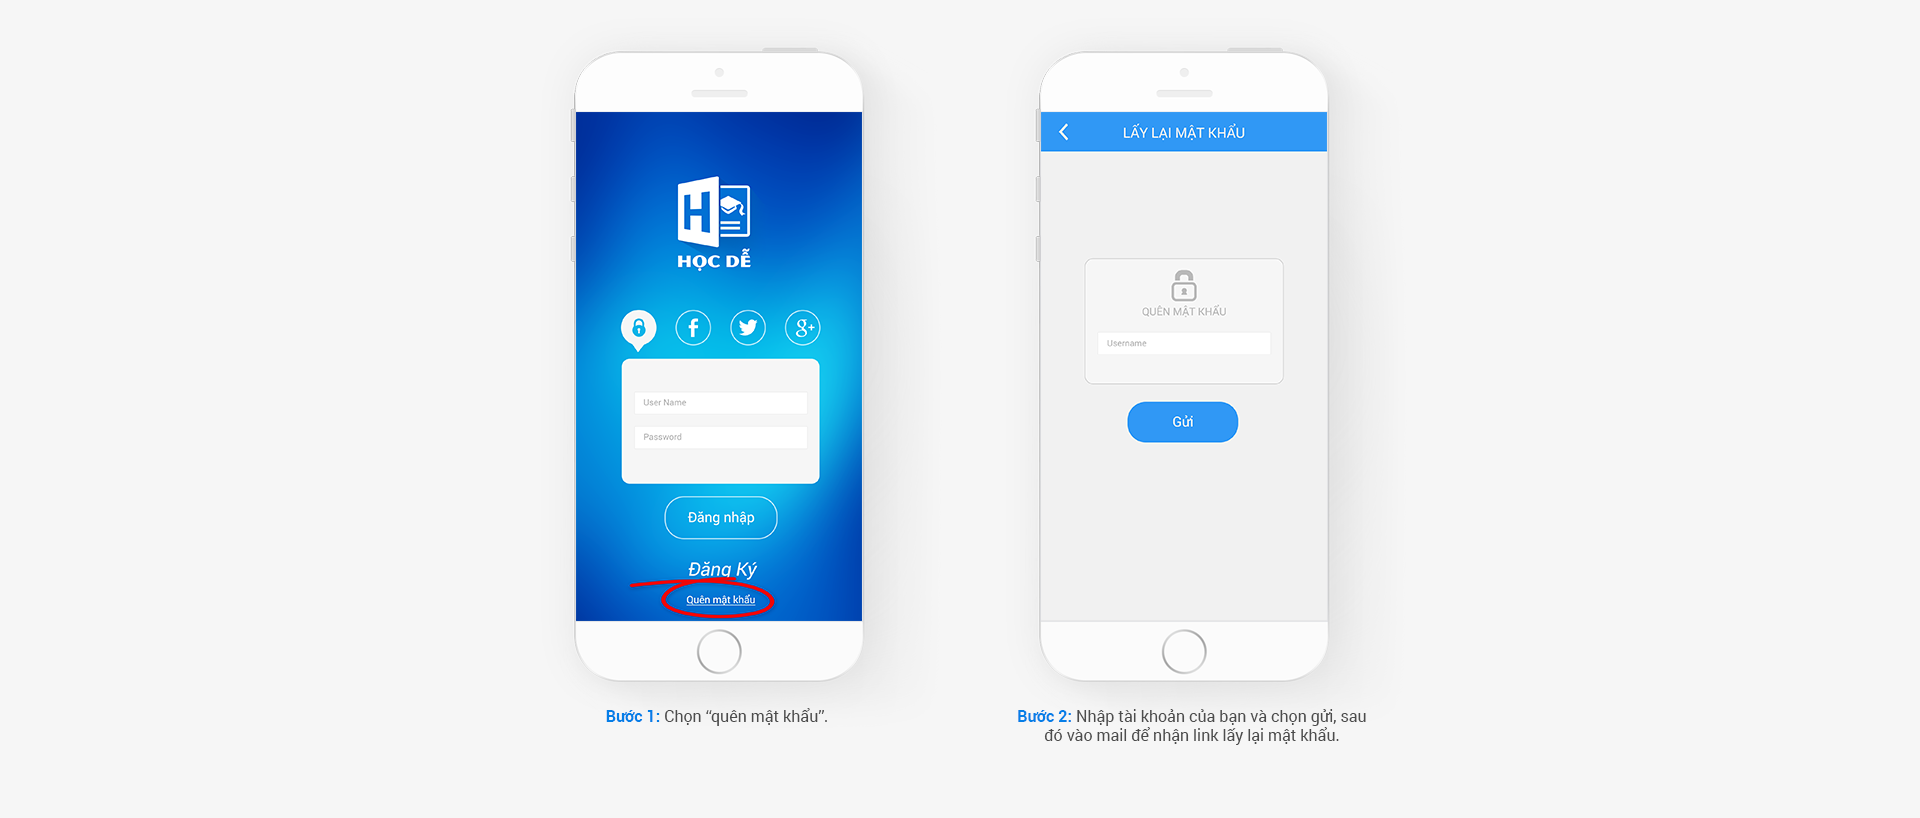 H
HỌC DỄ
f
g+
User Name
Password
Đăng nhập
Đăng Ký
Quên mật khẩu
Bước 1: Chọn “quên mật khẩu”.
LẤY LẠI MẬT KHẨU
QUÊN MẬT KHẨU
Username
Gửi
Bước 2: Nhập tài khoản của bạn và chọn gửi, sau
đó vào mail để nhận link lấy lại mật khẩu.